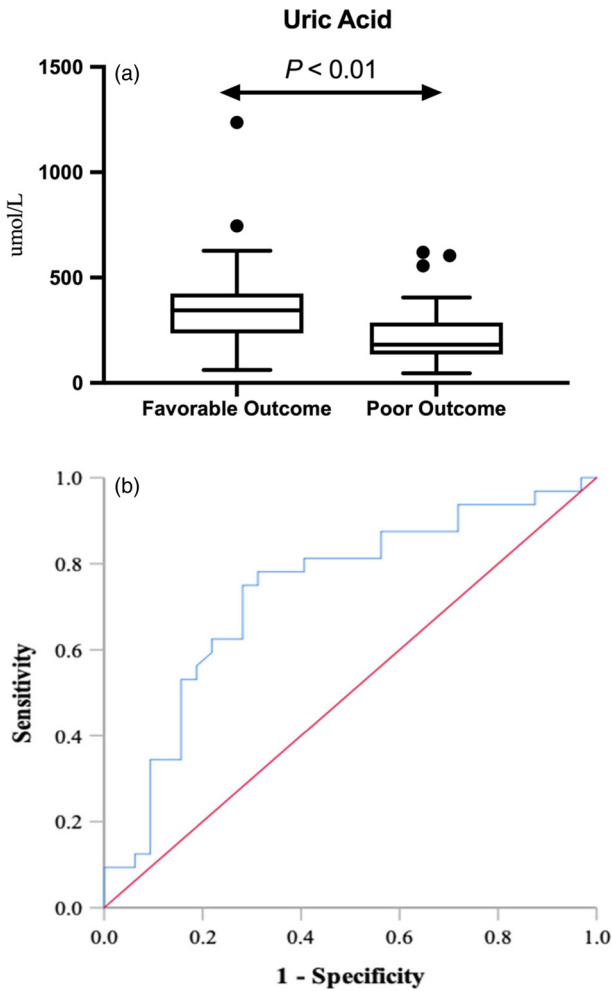 Uric Acid
(a)
P < 0.01
1500
1000
500
0
umol/L
Favorable Outcome
Poor Outcome
(b)
1.0
0.8
0.6
0.4
0.2
0.0
Sensitivity
0.0 0.2 0.4 0.6 0.8 1.0
1 - Specificity